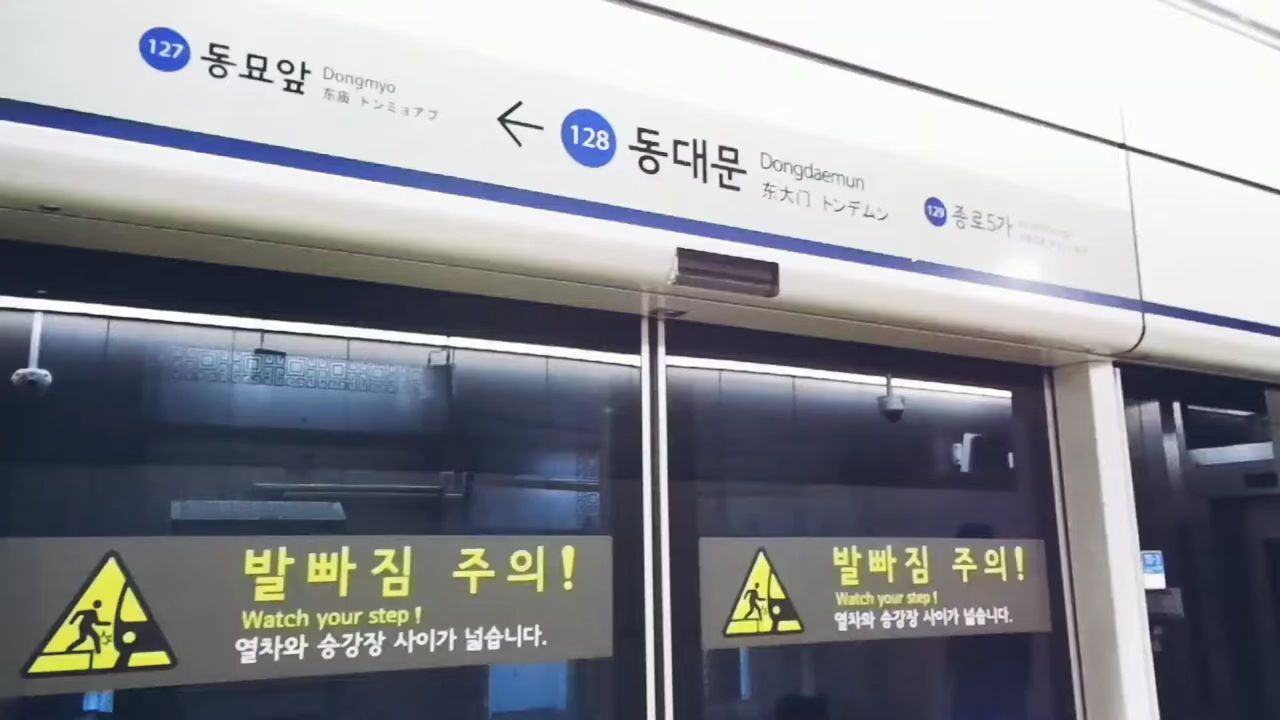 127 동묘앞 Dongmyo
东庙 トンミョアプ
← 128 동대문 Dongdaemun
东大门 トンデムン
129 종로5가
발빠짐 주의!
Watch your step!
열차와 승강장 사이가 넓습니다.
발빠짐 주의!
Watch your step!
열차와 승강장 사이가 넓습니다.